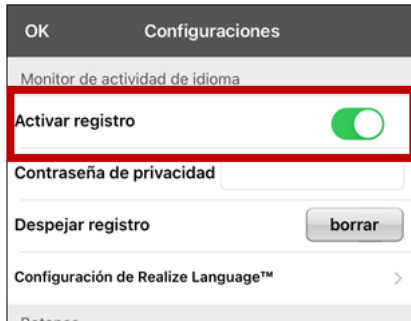 OK Configuraciones
Monitor de actividad de idioma
Activar registro
Contraseña de privacidad
Despejar registro borrar
Configuración de Realize Language™